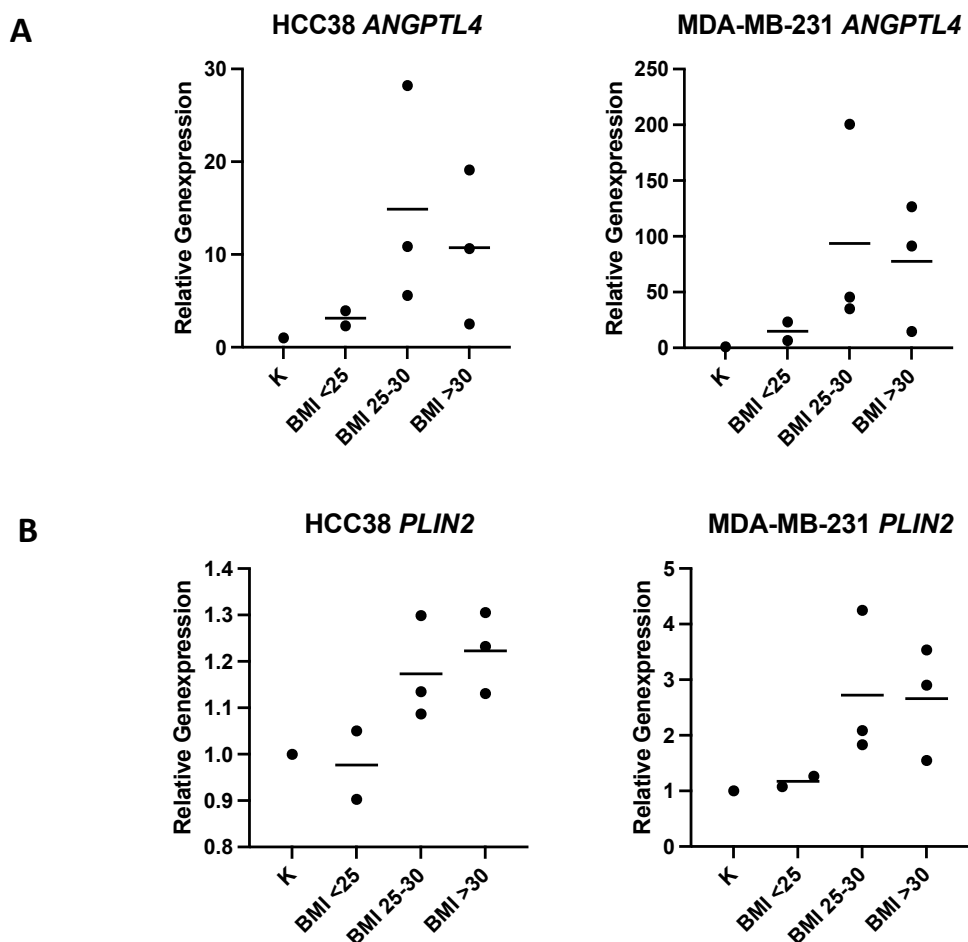 A
HCC38 ANGPTL4
Relative Genexpression
30
20
10
0
K
BMI <25
BMI 25-30
BMI >30
MDA-MB-231 ANGPTL4
Relative Genexpression
250
200
150
100
50
0
K
BMI <25
BMI 25-30
BMI >30
B
HCC38 PLIN2
Relative Genexpression
1.4
1.3
1.2
1.1
1.0
0.9
0.8
K
BMI <25
BMI 25-30
BMI >30
MDA-MB-231 PLIN2
Relative Genexpression
5
4
3
2
1
0
K
BMI <25
BMI 25-30
BMI >30